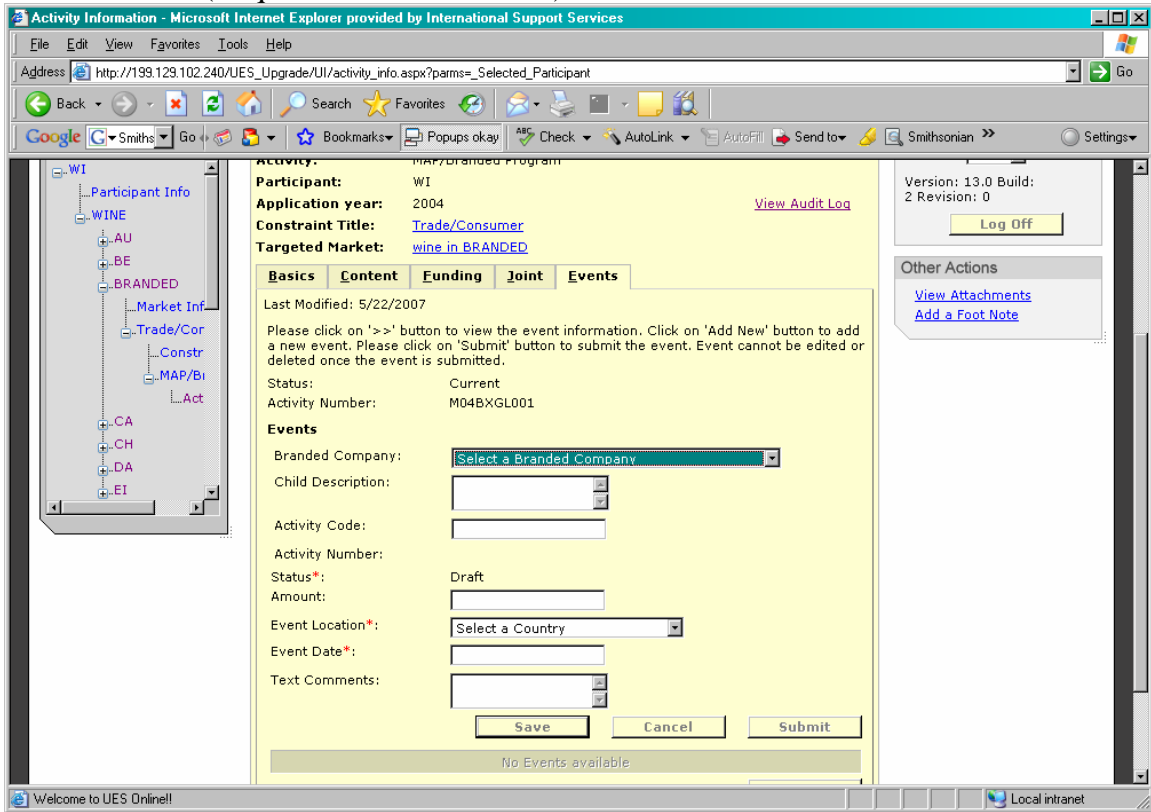 Activity Information - Microsoft Internet Explorer provided by International Support Services
File Edit View Favorites Tools Help
Address http://199.129.102.240/UES_Upgrade/UI/activity_info.aspx?parms=_Selected_Participant Go
Back Search Favorites
Google G Smiths Go Bookmarks Popups okay ABC Check AutoLink AutoFill Send to Smithsonian >> Settings
WI
Participant Info
WINE
AU
BE
BRANDED
Market Inf
Trade/Cor
Constr
MAP/Br
Act
CA
CH
DA
EI
Activity: MAP/Branded Program
Participant: WI
Application year: 2004 View Audit Log
Constraint Title: Trade/Consumer
Targeted Market: wine in BRANDED
Basics Content Funding Joint Events
Last Modified: 5/22/2007
Please click on '>>' button to view the event information. Click on 'Add New' button to add
a new event. Please click on 'Submit' button to submit the event. Event cannot be edited or
deleted once the event is submitted.
Status: Current
Activity Number: M04BXGL001
Events
Branded Company: Select a Branded Company
Child Description:
Activity Code:
Activity Number:
Status*: Draft
Amount:
Event Location*: Select a Country
Event Date*:
Text Comments:
Save Cancel Submit
No Events available
Version: 13.0 Build:
2 Revision: 0
Log Off
Other Actions
View Attachments
Add a Foot Note
Welcome to UES Online!! Local intranet